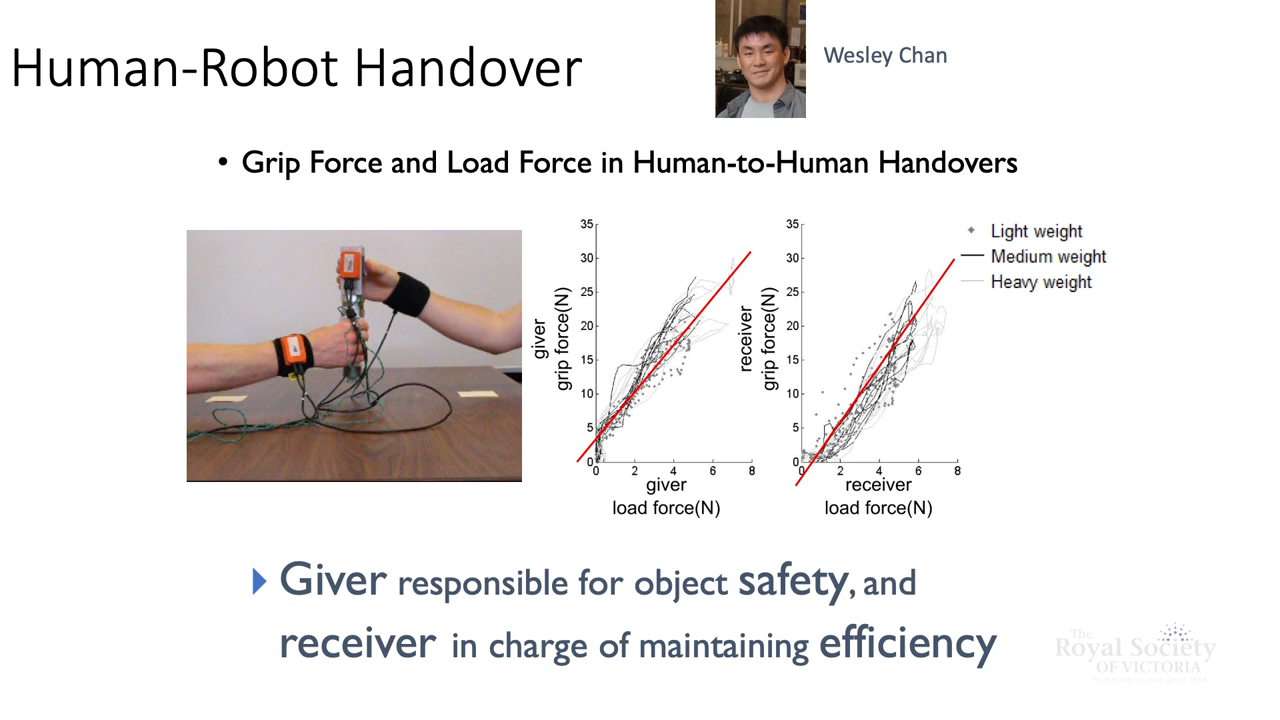 Human-Robot Handover
Wesley Chan
• Grip Force and Load Force in Human-to-Human Handovers
35
30
25
20
15
10
5
0
0 2 4 6 8
giver
grip force(N)
giver
load force(N)
35
30
25
20
15
10
5
0
0 2 4 6 8
receiver
grip force(N)
receiver
load force(N)
Light weight
Medium weight
Heavy weight
Giver responsible for object safety, and
receiver in charge of maintaining efficiency
The
Royal Society
OF VICTORIA